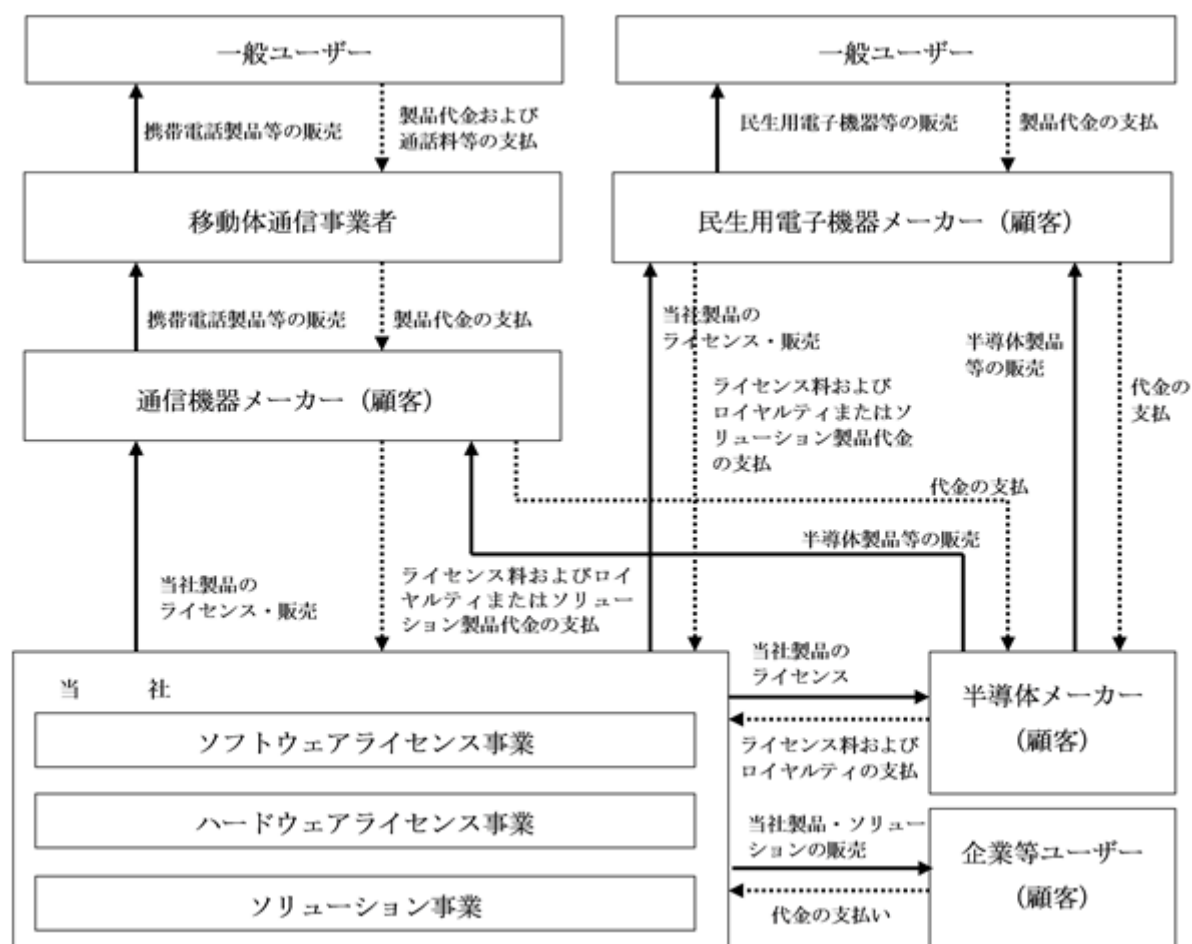 一般ユーザー
一般ユーザー
携帯電話製品等の販売
製品代金および
通話料等の支払
民生用電子機器等の販売
製品代金の支払
移動体通信事業者
民生用電子機器メーカー（顧客）
携帯電話製品等の販売
製品代金の支払
当社製品の
ライセンス・販売
半導体製品
等の販売
通信機器メーカー（顧客）
ライセンス料および
ロイヤルティまたはソ
リューション製品代金
の支払
代金の
支払
代金の支払
半導体製品等の販売
当社製品の
ライセンス・販売
ライセンス料およびロイ
ヤルティまたはソリュー
ション製品代金の支払
当　社
ソフトウェアライセンス事業
ハードウェアライセンス事業
ソリューション事業
当社製品の
ライセンス
ライセンス料および
ロイヤルティの支払
半導体メーカー
（顧客）
当社製品・ソリュー
ションの販売
代金の支払い
企業等ユーザー
（顧客）